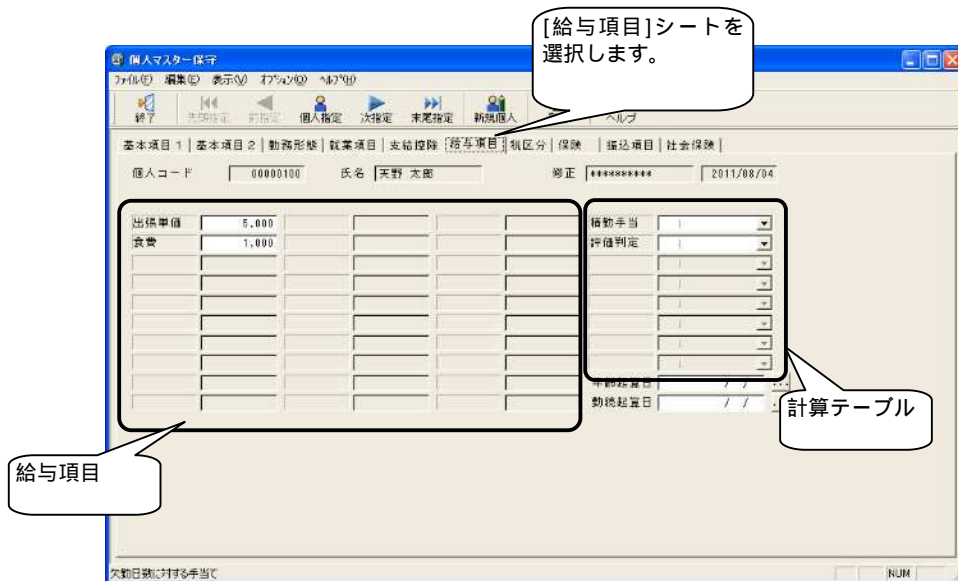 [給与項目]シートを
選択します。
個人マスター保守
ファイル(F) 編集(E) 表示(V) オプション(O) ヘルプ(H)
終了 先頭指定 前指定 個人指定 次指定 末尾指定 新規個人 ヘルプ
基本項目1 基本項目2 勤務形態 就業項目 支給控除 給与項目 税区分 保険 振込項目 社会保険
個人コード 00000100 氏名 天野 太郎 修正 ********** 2011/08/04
出張単価 5,000 精勤手当
食費 1,000 評価判定
年齢起算日 / / ...
勤続起算日 / /
計算テーブル
給与項目
欠勤日数に対する手当て NUM